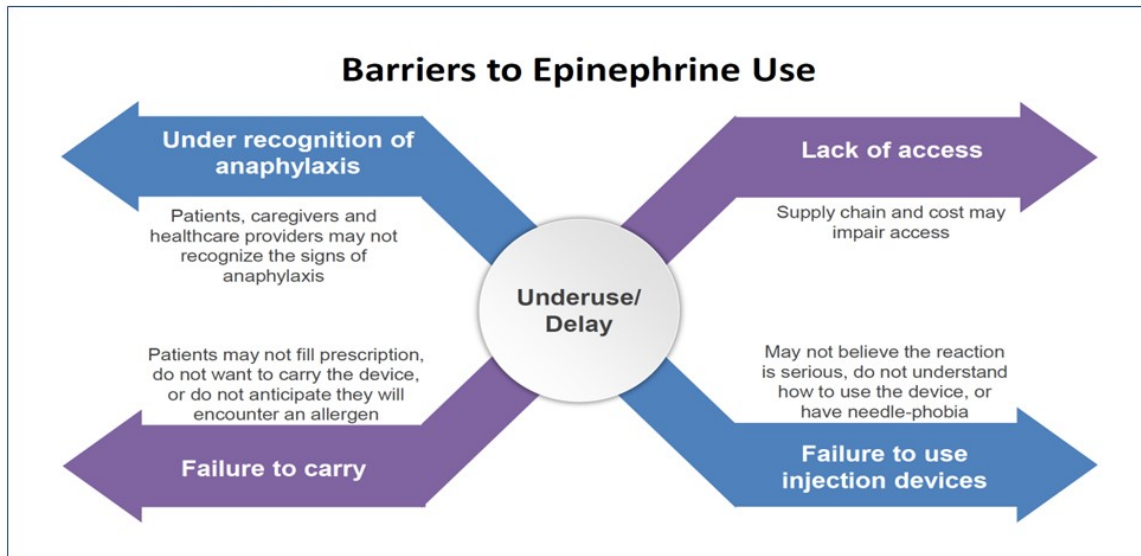 Barriers to Epinephrine Use
Under recognition of
anaphylaxis
Patients, caregivers and
healthcare providers may not
recognize the signs of
anaphylaxis
Lack of access
Supply chain and cost may
impair access
Underuse/
Delay
Patients may not fill prescription,
do not want to carry the device,
or do not anticipate they will
encounter an allergen
Failure to carry
May not believe the reaction
is serious, do not understand
how to use the device, or
have needle-phobia
Failure to use
injection devices